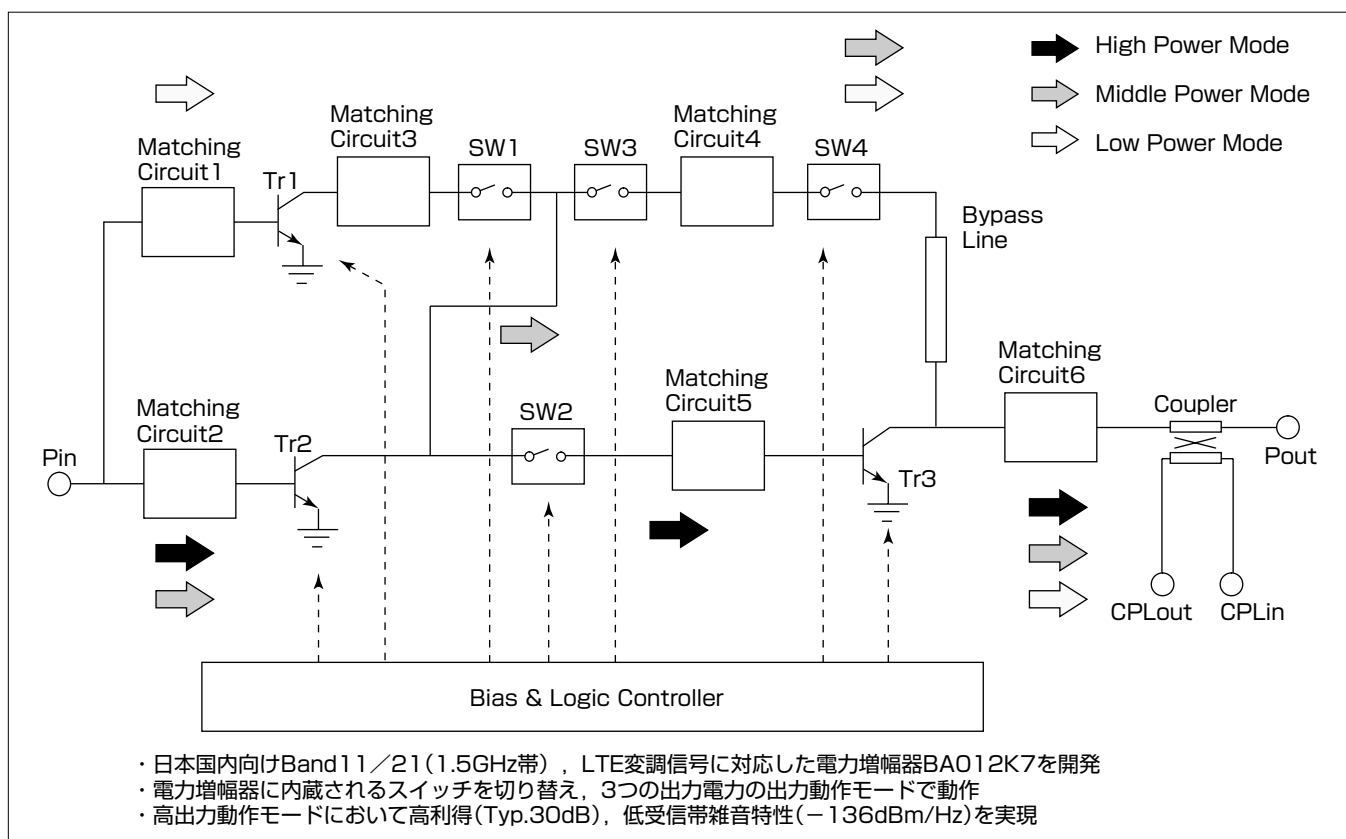 High Power Mode
Middle Power Mode
Low Power Mode
Matching
Circuit1
Tr1
Matching
Circuit3
SW1
SW3
Matching
Circuit4
SW4
Bypass
Line
Pin
Matching
Circuit2
Tr2
SW2
Matching
Circuit5
Tr3
Matching
Circuit6
Coupler
Pout
CPLout
CPLin
Bias & Logic Controller
・日本国内向けBand11／21(1.5GHz帯)，LTE変調信号に対応した電力増幅器BA012K7を開発
・電力増幅器に内蔵されるスイッチを切り替え，3つの出力電力の出力動作モードで動作
・高出力動作モードにおいて高利得(Typ.30dB)，低受信帯雑音特性(－136dBm/Hz)を実現